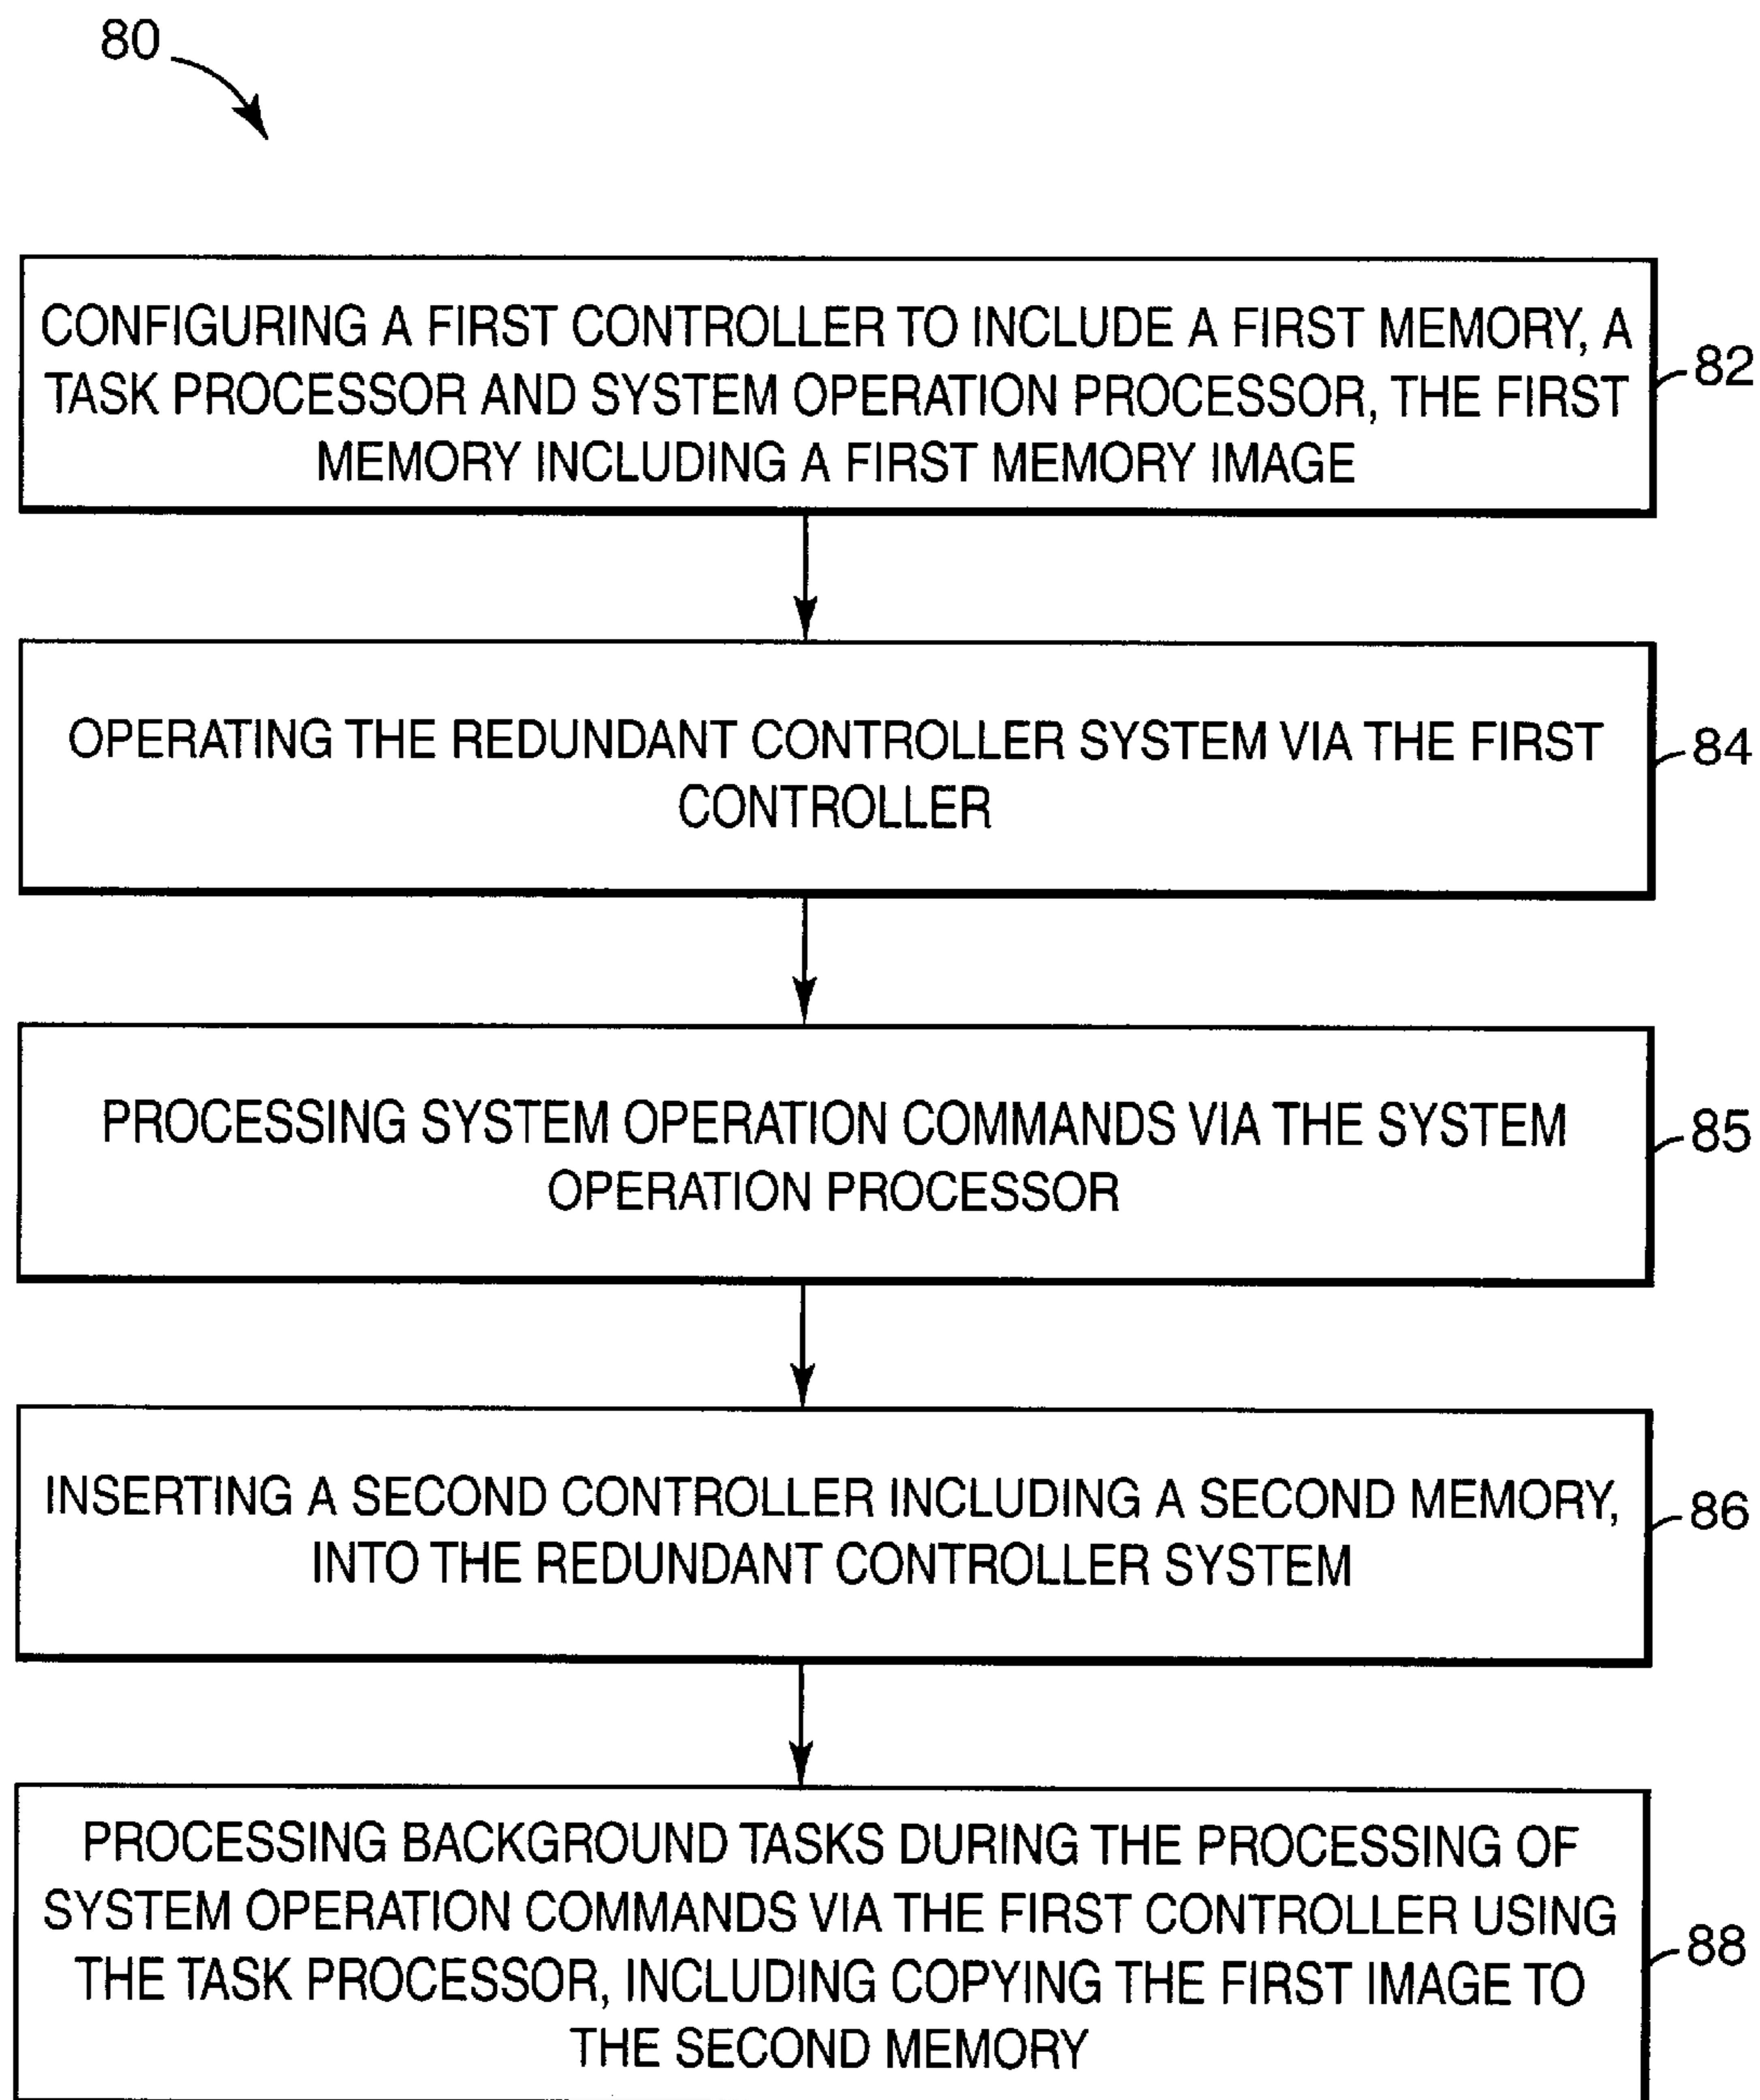 80
CONFIGURING A FIRST CONTROLLER TO INCLUDE A FIRST MEMORY, A
TASK PROCESSOR AND SYSTEM OPERATION PROCESSOR, THE FIRST
MEMORY INCLUDING A FIRST MEMORY IMAGE
82
OPERATING THE REDUNDANT CONTROLLER SYSTEM VIA THE FIRST
CONTROLLER
84
PROCESSING SYSTEM OPERATION COMMANDS VIA THE SYSTEM
OPERATION PROCESSOR
85
INSERTING A SECOND CONTROLLER INCLUDING A SECOND MEMORY,
INTO THE REDUNDANT CONTROLLER SYSTEM
86
PROCESSING BACKGROUND TASKS DURING THE PROCESSING OF
SYSTEM OPERATION COMMANDS VIA THE FIRST CONTROLLER USING
THE TASK PROCESSOR, INCLUDING COPYING THE FIRST IMAGE TO
THE SECOND MEMORY
88